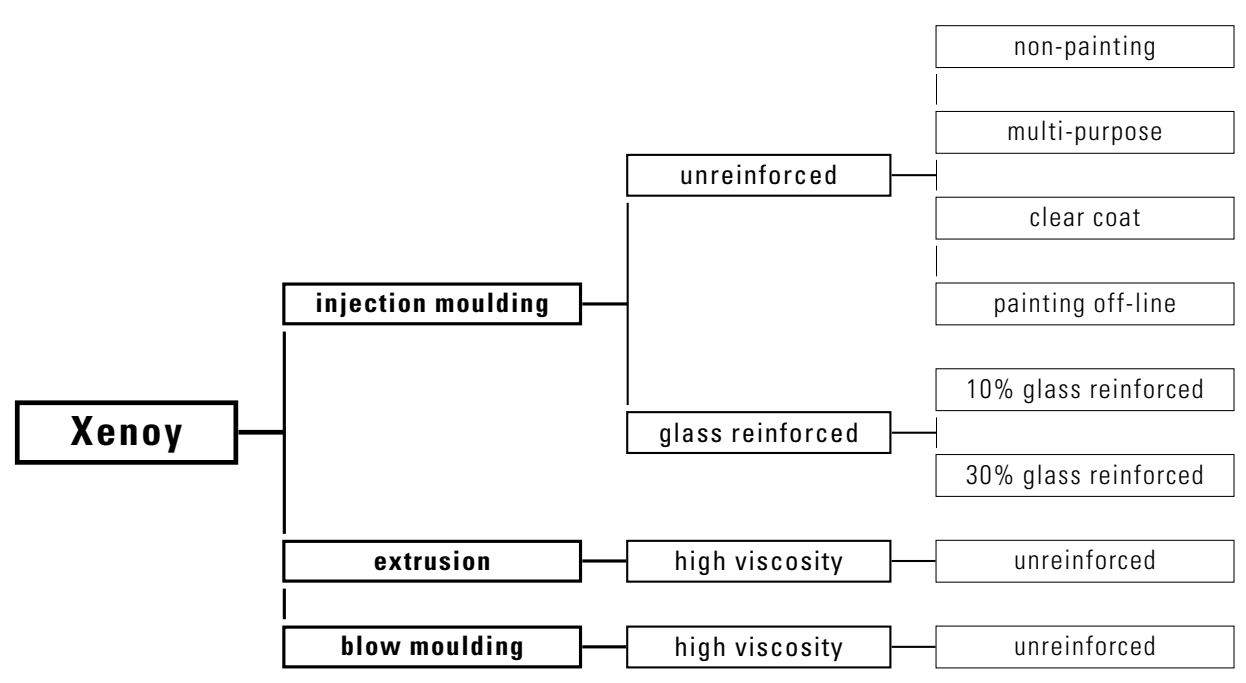 non-painting
multi-purpose
unreinforced
clear coat
injection moulding
painting off-line
10% glass reinforced
Xenoy
glass reinforced
30% glass reinforced
extrusion
high viscosity
unreinforced
blow moulding
high viscosity
unreinforced